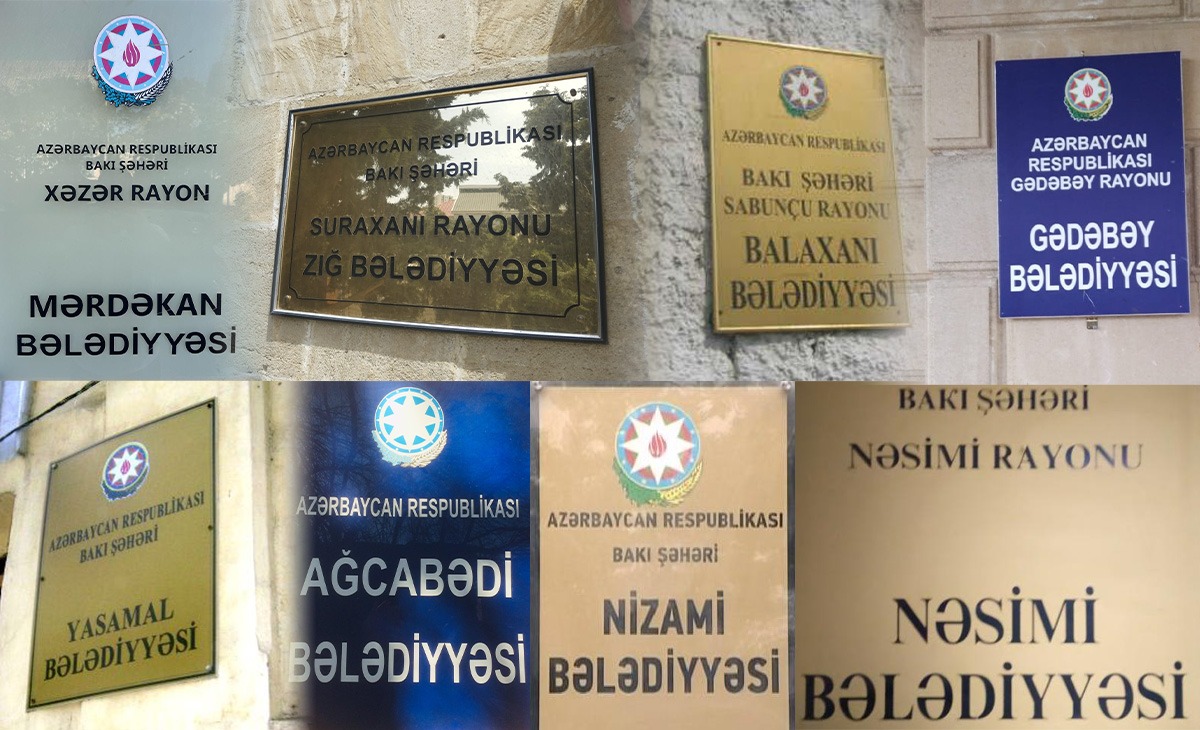 AZƏRBAYCAN RESPUBLİKASI
BAKI ŞƏHƏRİ
XƏZƏR RAYON
MƏRDƏKAN
BƏLƏDİYYƏSİ
AZƏRBAYCAN RESPUBLİKASI
BAKI ŞƏHƏRİ
SURAXANI RAYONU
ZIĞ BƏLƏDİYYƏSİ
AZƏRBAYCAN RESPUBLİKASI
BAKI ŞƏHƏRİ
SABUNÇU RAYONU
BALAXANI
BƏLƏDİYYƏSİ
AZƏRBAYCAN
RESPUBLİKASI
GƏDƏBƏY RAYONU
GƏDƏBƏY
BƏLƏDİYYƏSİ
AZƏRBAYCAN RESPUBLİKASI
BAKI ŞƏHƏRİ
YASAMAL
BƏLƏDİYYƏSİ
AZƏRBAYCAN RESPUBLİKASI
AĞCABƏDİ
BƏLƏDİYYƏSİ
AZƏRBAYCAN RESPUBLİKASI
BAKI ŞƏHƏRİ
NİZAMİ
BƏLƏDİYYƏSİ
BAKI ŞƏHƏRİ
NƏSİMİ RAYONU
NƏSİMİ
BƏLƏDİYYƏSİ